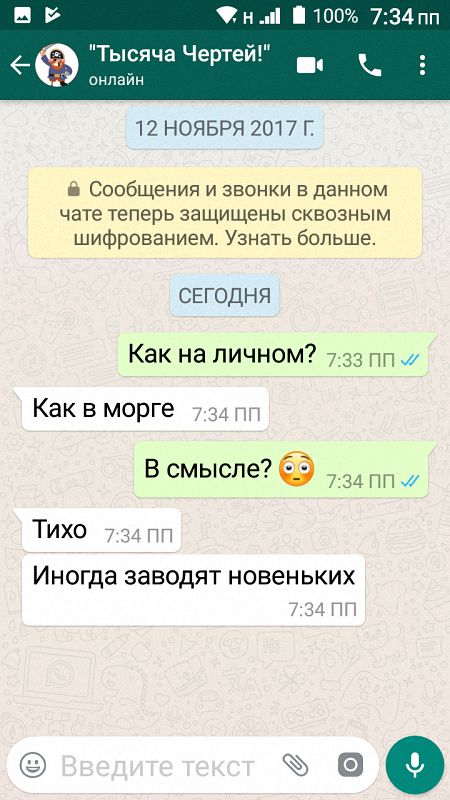 H 100% 7:34 ПП
"Тысяча Чертей!"
онлайн
12 НОЯБРЯ 2017 Г.
Сообщения и звонки в данном
чате теперь защищены сквозным
шифрованием. Узнать больше.
СЕГОДНЯ
Как на личном? 7:33 ПП
Как в морге 7:34 ПП
В смысле? 7:34 ПП
Тихо 7:34 ПП
Иногда заводят новеньких
7:34 ПП
Введите текст